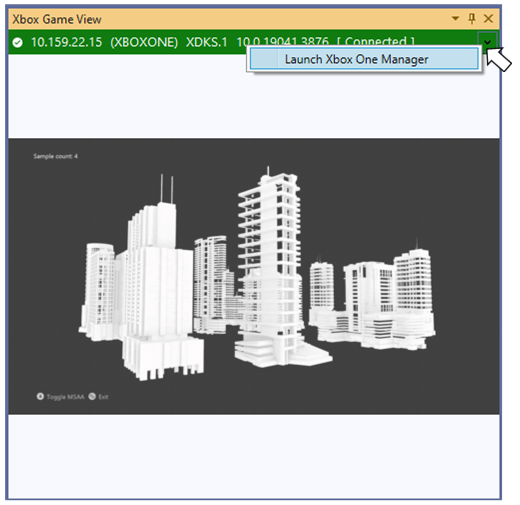 Xbox Game View
10.159.22.15 (XBOXONE) XDKS.1 10.0.19041.3876 [ Connected ]
Launch Xbox One Manager
Sample count: 4
Toggle MSAA Exit